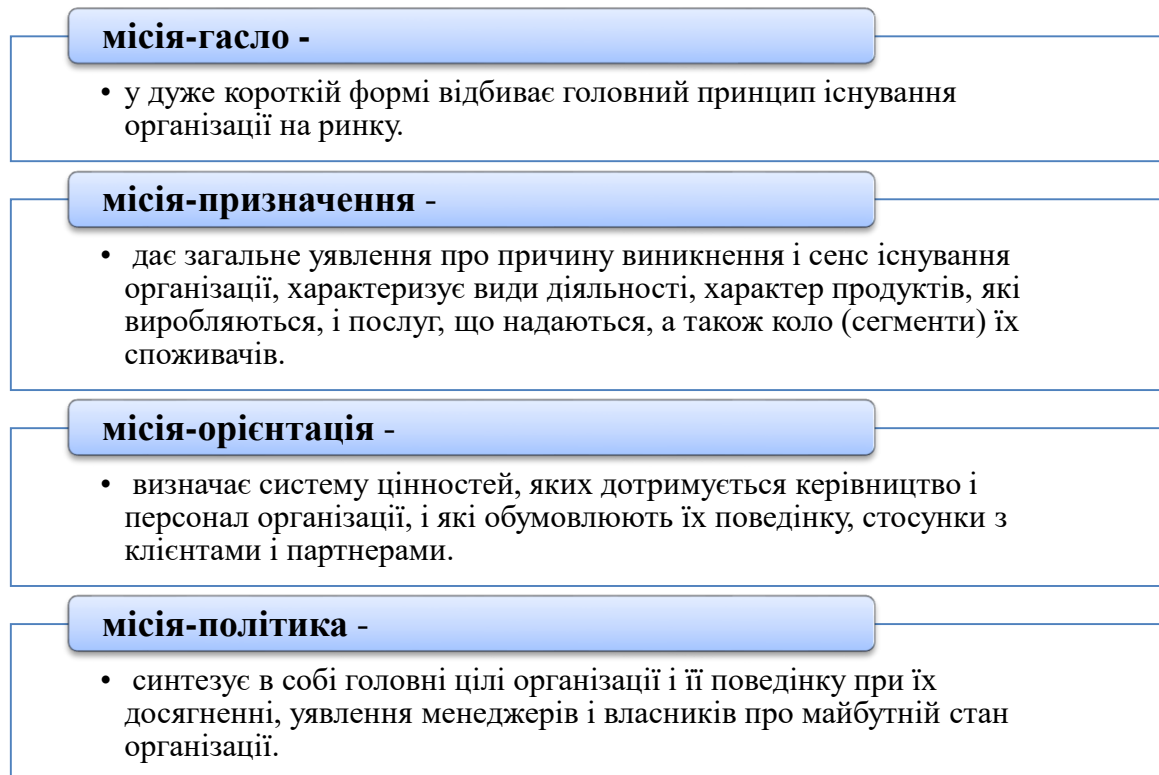 місія-гасло -
• у дуже короткій формі відбиває головний принцип існування
організації на ринку.
місія-призначення -
• дає загальне уявлення про причину виникнення і сенс існування
організації, характеризує види діяльності, характер продуктів, які
виробляються, і послуг, що надаються, а також коло (сегменти) їх
споживачів.
місія-орієнтація -
• визначає систему цінностей, яких дотримується керівництво і
персонал організації, і які обумовлюють їх поведінку, стосунки з
клієнтами і партнерами.
місія-політика -
• синтезує в собі головні цілі організації і її поведінку при їх
досягненні, уявлення менеджерів і власників про майбутній стан
організації.